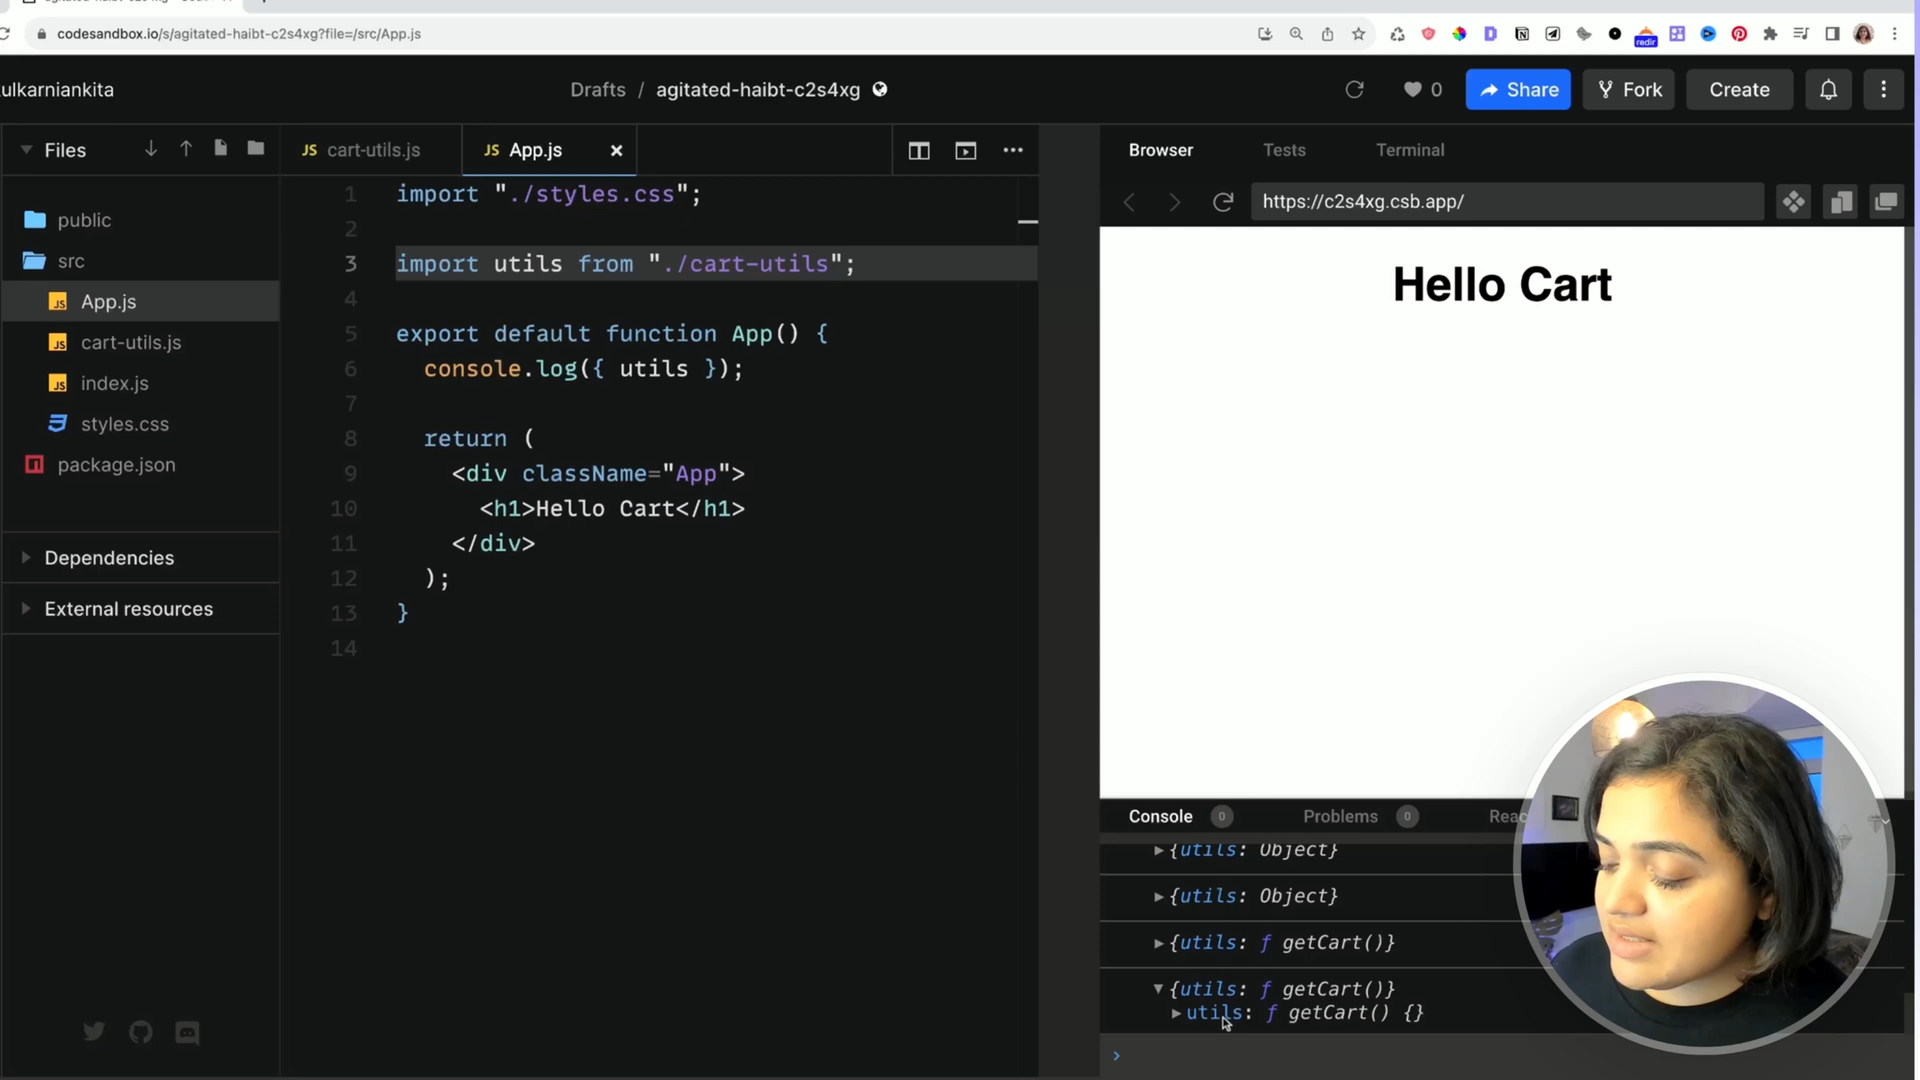 codesandbox.io/s/agitated-haibt-c2s4xg?file=/src/App.js
redir
ulkarniankita
Drafts / agitated-haibt-c2s4xg
0
Share
Fork
Create
Files
public
src
JS App.js
JS cart-utils.js
JS index.js
styles.css
package.json
Dependencies
External resources
JS cart-utils.js
JS App.js
1 import "./styles.css";
2
3 import utils from "./cart-utils";
4
5 export default function App() {
6 console.log({ utils });
7
8 return (
9 <div className="App">
10 <h1>Hello Cart</h1>
11 </div>
12 );
13 }
14
Browser Tests Terminal
https://c2s4xg.csb.app/
Hello Cart
Console 0 Problems 0 Reac
{utils: Object}
{utils: Object}
{utils: ƒ getCart()}
{utils: ƒ getCart()}
utils: ƒ getCart() {}